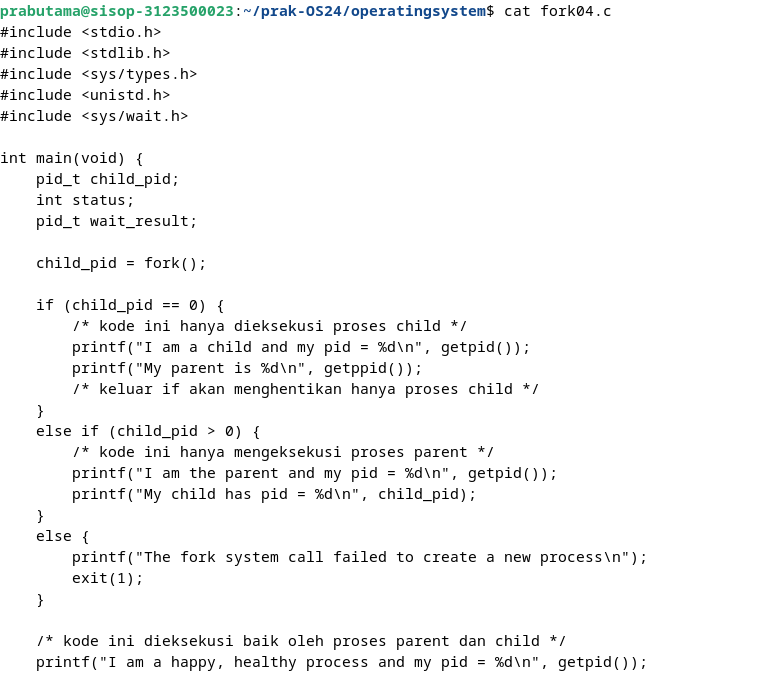 prabutama@sisop-3123500023:~/prak-OS24/operatingsystem$ cat fork04.c
#include <stdio.h>
#include <stdlib.h>
#include <sys/types.h>
#include <unistd.h>
#include <sys/wait.h>

int main(void) {
    pid_t child_pid;
    int status;
    pid_t wait_result;

    child_pid = fork();

    if (child_pid == 0) {
        /* kode ini hanya dieksekusi proses child */
        printf("I am a child and my pid = %d\n", getpid());
        printf("My parent is %d\n", getppid());
        /* keluar if akan menghentikan hanya proses child */
    }
    else if (child_pid > 0) {
        /* kode ini hanya mengeksekusi proses parent */
        printf("I am the parent and my pid = %d\n", getpid());
        printf("My child has pid = %d\n", child_pid);
    }
    else {
        printf("The fork system call failed to create a new process\n");
        exit(1);
    }

    /* kode ini dieksekusi baik oleh proses parent dan child */
    printf("I am a happy, healthy process and my pid = %d\n", getpid());